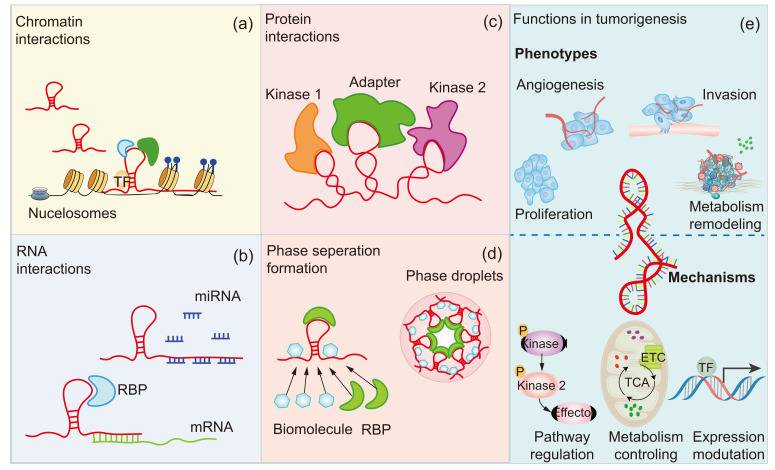 Chromatin
interactions
(a)
TF
Nucelosomes
RNA
interactions
(b)
miRNA
RBP
mRNA
Protein
interactions
(c)
Kinase 1
Adapter
Kinase 2
Phase seperation
formation
(d)
Phase droplets
Biomolecule
RBP
Functions in tumorigenesis
(e)
Phenotypes
Angiogenesis
Invasion
Proliferation
Metabolism
remodeling
Mechanisms
P
Kinase
P
Kinase 2
Effecto
Pathway
regulation
ETC
TCA
Metabolism
controling
TF
Expression
modutation